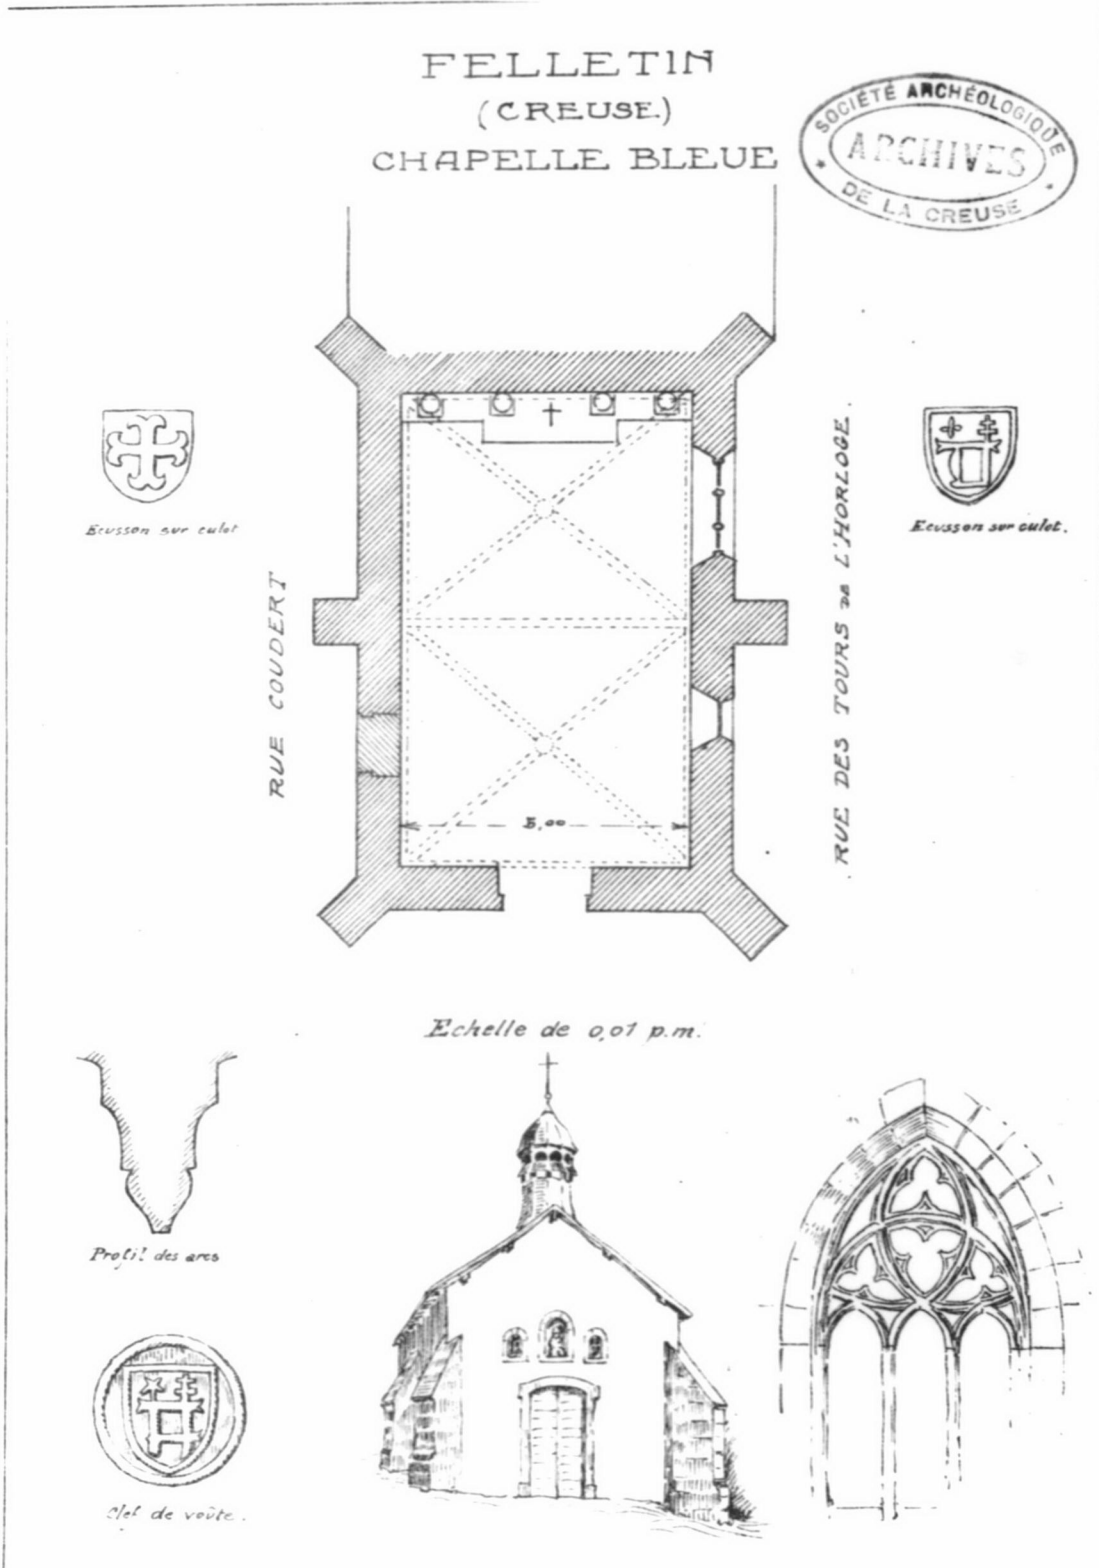 FELLETIN
(CREUSE)
CHAPELLE BLEUE
SOCIÉTÉ ARCHÉOLOGIQUE
ARCHIVES
DE LA CREUSE
Ecusson sur culot
Ecusson sur culot.
RUE COUDERT
RUE DES TOURS DE L'HORLOGE.
5,00
Echelle de 0,01 p.m.
Profil des arcs
Clef de voûte.